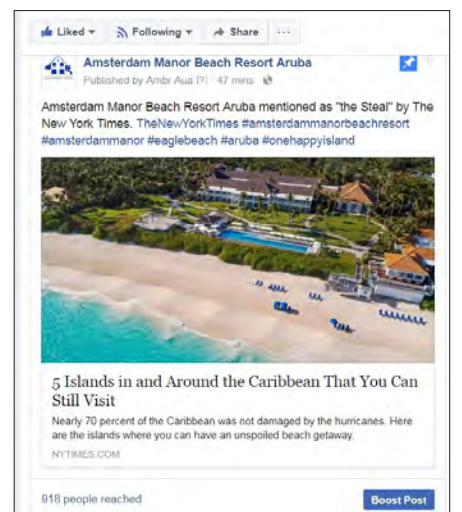 Liked Following Share ...
Amsterdam Manor Beach Resort Aruba
Published by Ambr Aua [?] · 47 mins
Amsterdam Manor Beach Resort Aruba mentioned as "the Steal" by The
New York Times. TheNewYorkTimes #amsterdammanorbeachresort
#amsterdammanor #eaglebeach #aruba #onehappyisland
5 Islands in and Around the Caribbean That You Can
Still Visit
Nearly 70 percent of the Caribbean was not damaged by the hurricanes. Here
are the islands where you can have an unspoiled beach getaway.
NYTIMES.COM
918 people reached
Boost Post